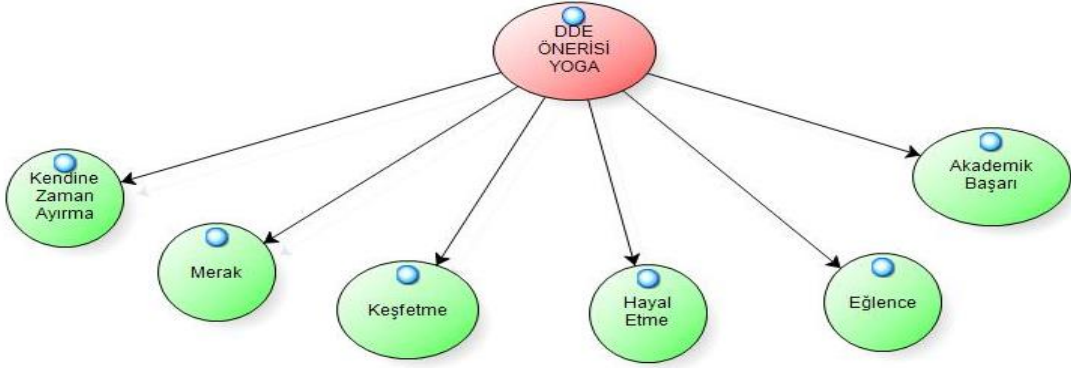 DDE
ÖNERİSİ
YOGA
Kendine
Zaman
Ayırma
Merak
Keşfetme
Hayal
Etme
Eğlence
Akademik
Başarı